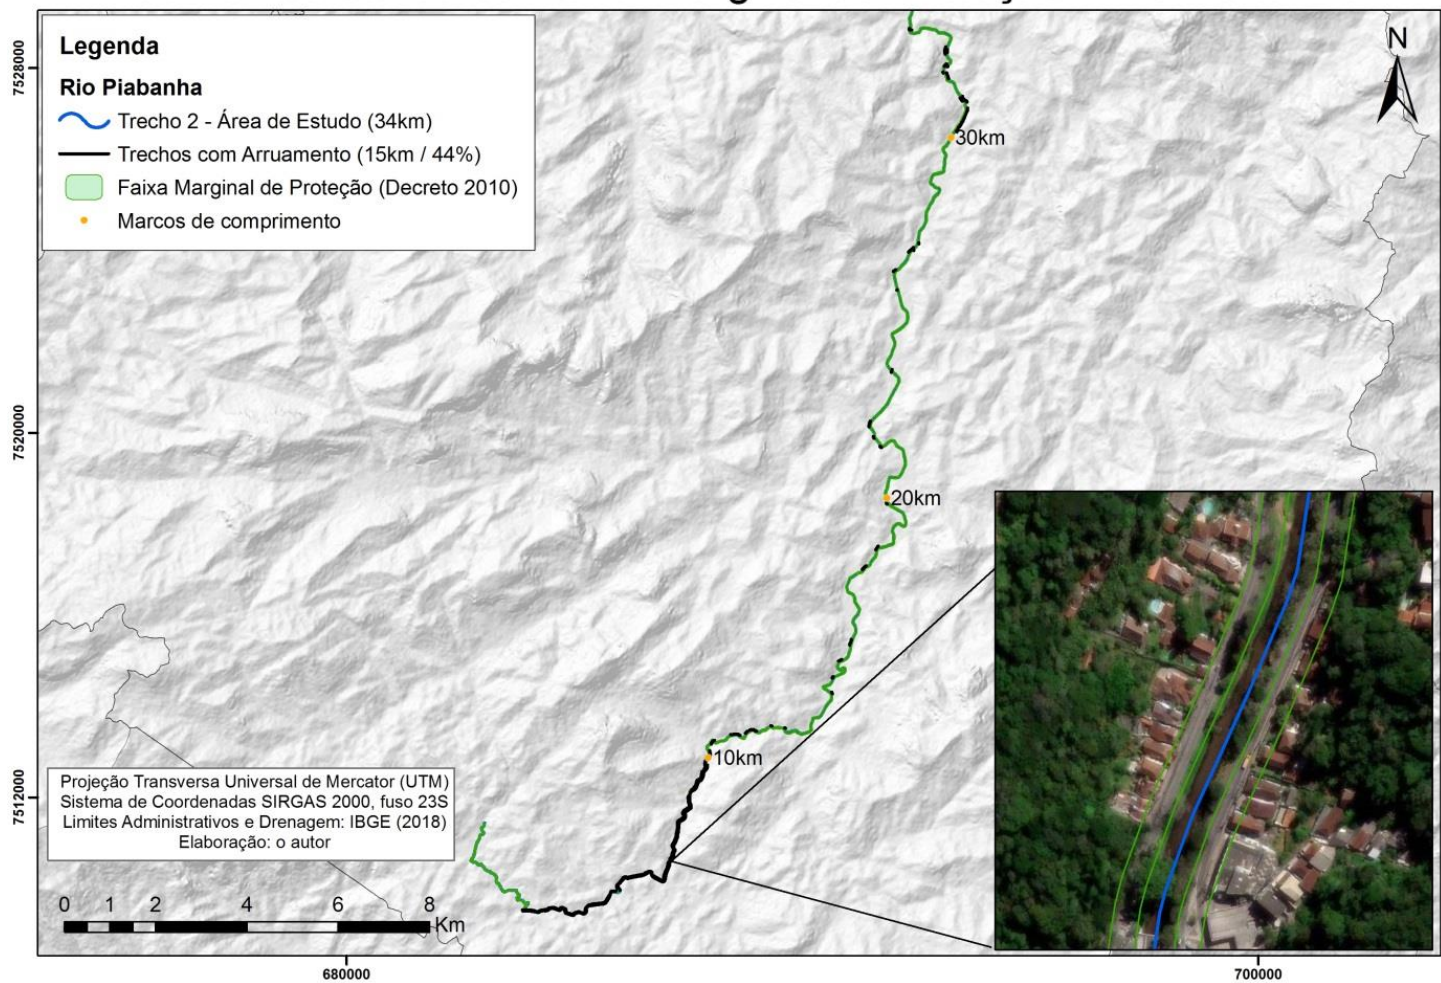 Legenda
Rio Piabanha
Trecho 2 - Área de Estudo (34km)
Trechos com Arruamento (15km / 44%)
Faixa Marginal de Proteção (Decreto 2010)
Marcos de comprimento
N
7528000
7520000
7512000
30km
20km
10km
Projeção Transversa Universal de Mercator (UTM)
Sistema de Coordenadas SIRGAS 2000, fuso 23S
Limites Administrativos e Drenagem: IBGE (2018)
Elaboração: o autor
0 1 2 4 6 8
Km
680000
700000